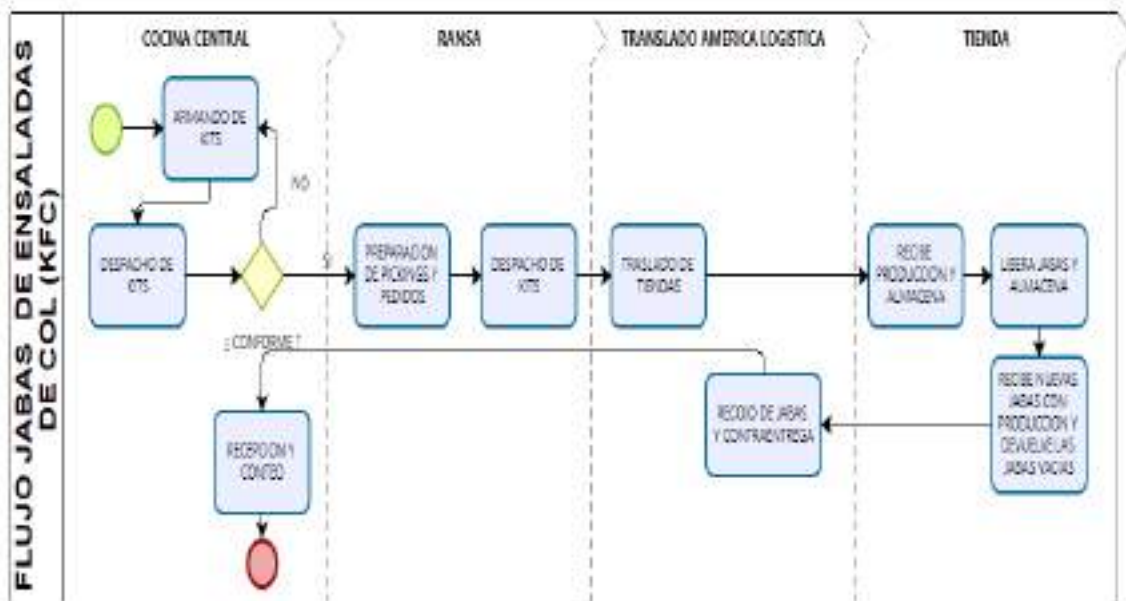 FLUJO JABAS DE ENSALADAS
DE COL (KFC)
COCINA CENTRAL
RANSA
TRANSLADO AMERICA LOGISTICA
TIENDA
ARMANDO DE
KITS
NO
DESPACHO DE
KITS
SI
¿ CONFORME ?
PREPARACION
DE PICKINGS Y
PEDIDOS
DESPACHO DE
KITS
TRASLADO DE
TIENDAS
RECIBE
PRODUCCION Y
ALMACENA
LIBERA JABAS Y
ALMACENA
RECIBE NUEVAS
JABAS CON
PRODUCCION Y
DEVUELVE LAS
JABAS VACIAS
RECOJO DE JABAS
Y CONTRAENTREGA
RECEPCION Y
CONTEO